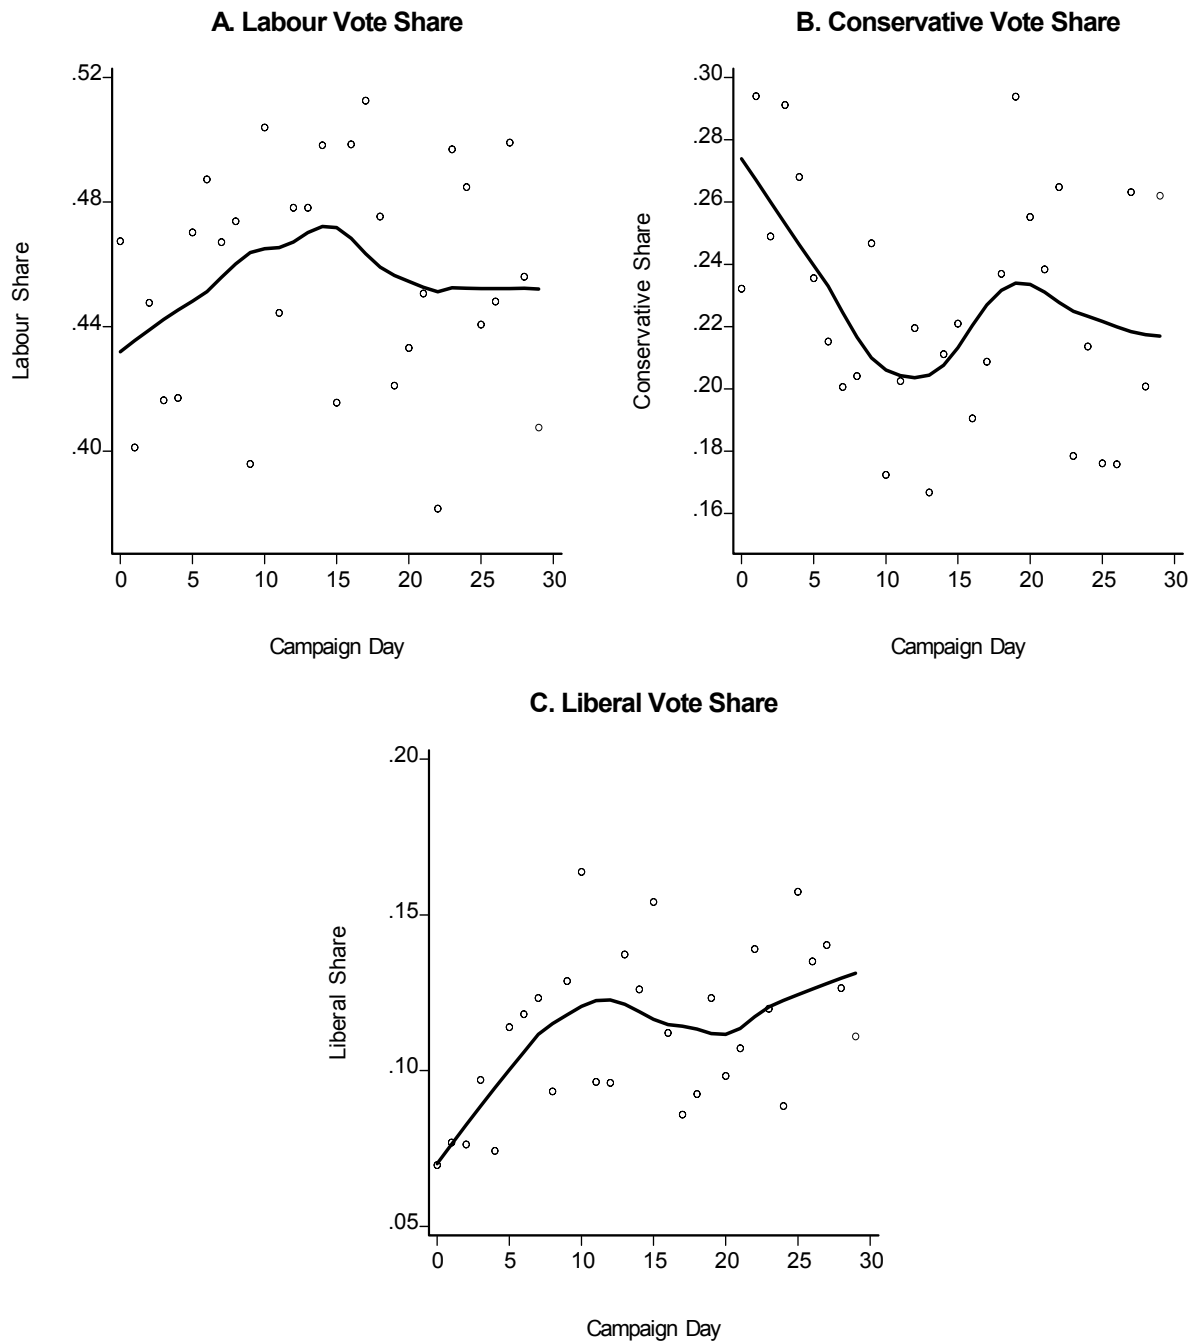 A. Labour Vote Share
.52
.48
.44
.40
Labour Share
0 5 10 15 20 25 30
Campaign Day
B. Conservative Vote Share
.30
.28
.26
.24
.22
.20
.18
.16
Conservative Share
0 5 10 15 20 25 30
Campaign Day
C. Liberal Vote Share
.20
.15
.10
.05
Liberal Share
0 5 10 15 20 25 30
Campaign Day